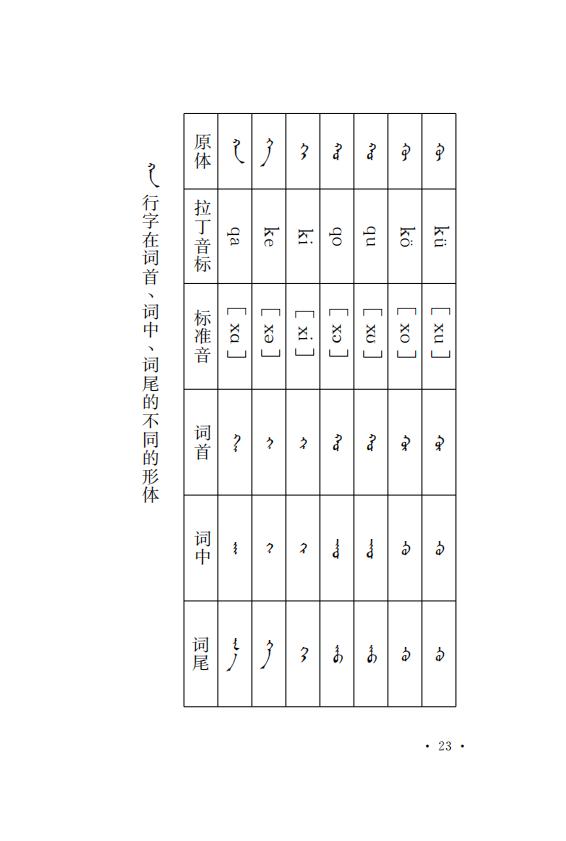 ᠬᠠ 行字在词首、词中、词尾的不同的形体
原体 拉丁音标 标准音 词首 词中 词尾
ᠬᠠ qa [xɑ] ᠬᠠ‍ ‍ᠬᠠ‍ ‍ᠬᠠ
ᠬᠡ ke [xə] ᠬᠡ‍ ‍ᠬᠡ‍ ‍ᠬᠡ
ᠬᠢ ki [xi] ᠬᠢ‍ ‍ᠬᠢ‍ ‍ᠬᠢ
ᠬᠣ qo [xɔ] ᠬᠣ‍ ‍ᠬᠣ‍ ‍ᠬᠣ
ᠬᠤ qu [xʊ] ᠬᠤ‍ ‍ᠬᠤ‍ ‍ᠬᠤ
ᠬᠥ kö [xo] ᠬᠥ‍ ‍ᠬᠥ‍ ‍ᠬᠥ
ᠬᠦ kü [xu] ᠬᠦ‍ ‍ᠬᠦ‍ ‍ᠬᠦ
· 23 ·